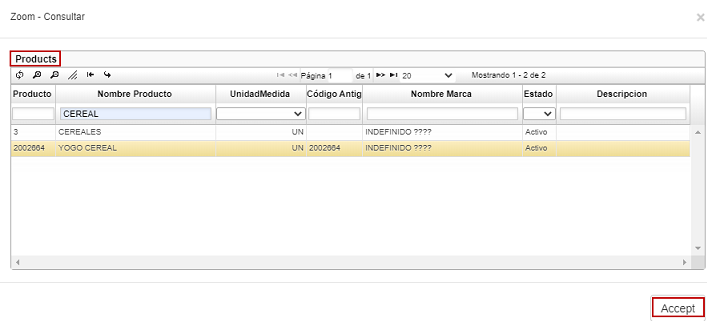 Zoom - Consultar ×
Products
Página 1 de 1 20 Mostrando 1 - 2 de 2
Producto Nombre Producto UnidadMedida Código Antig Nombre Marca Estado Descripcion
CEREAL
3 CEREALES UN INDEFINIDO ???? Activo
2002664 YOGO CEREAL UN 2002664 INDEFINIDO ???? Activo
Accept